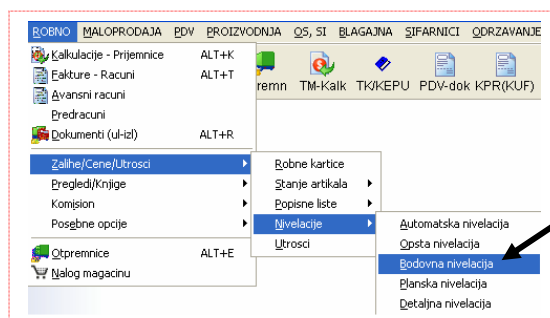 ROBNO MALOPRODAJA PDV PROIZVODNJA OS, SI BLAGAJNA SIFARNICI ODRZAVANJE
Kalkulacije - Prijemnice ALT+K
Fakture - Racuni ALT+T
Avansni racuni
Predracuni
Dokumenti (ul-izl) ALT+R
remn TM-Kalk TK/KEPU PDV-dok KPR(KUF)
Zalihe/Cene/Utrosci
Pregledi/Knjige
Komision
Posebne opcije
Otpremnice ALT+E
Nalog magacinu
Robne kartice
Stanje artikala
Popisne liste
Nivelacije
Utrosci
Automatska nivelacija
Opsta nivelacija
Bodovna nivelacija
Planska nivelacija
Detaljna nivelacija